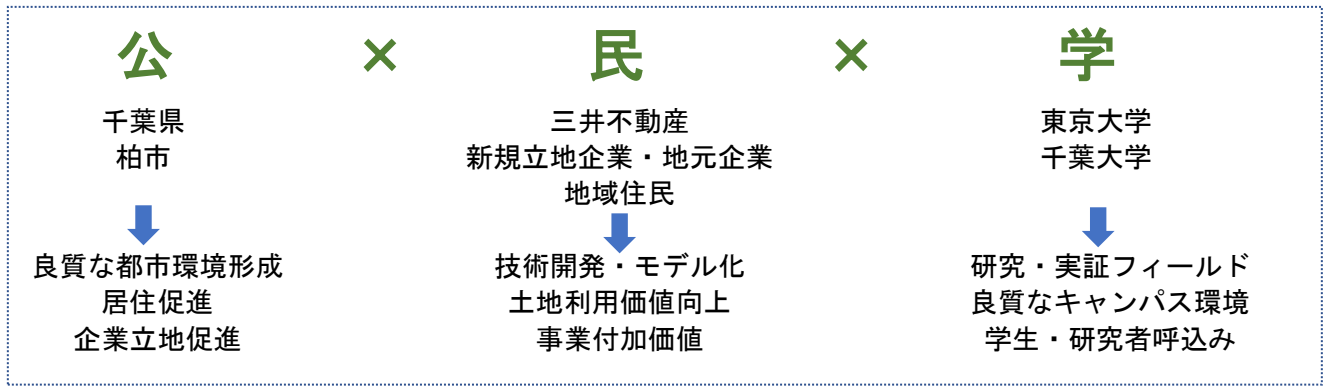 公 × 民 × 学
千葉県
柏市
良質な都市環境形成
居住促進
企業立地促進
三井不動産
新規立地企業・地元企業
地域住民
技術開発・モデル化
土地利用価値向上
事業付加価値
東京大学
千葉大学
研究・実証フィールド
良質なキャンパス環境
学生・研究者呼込み